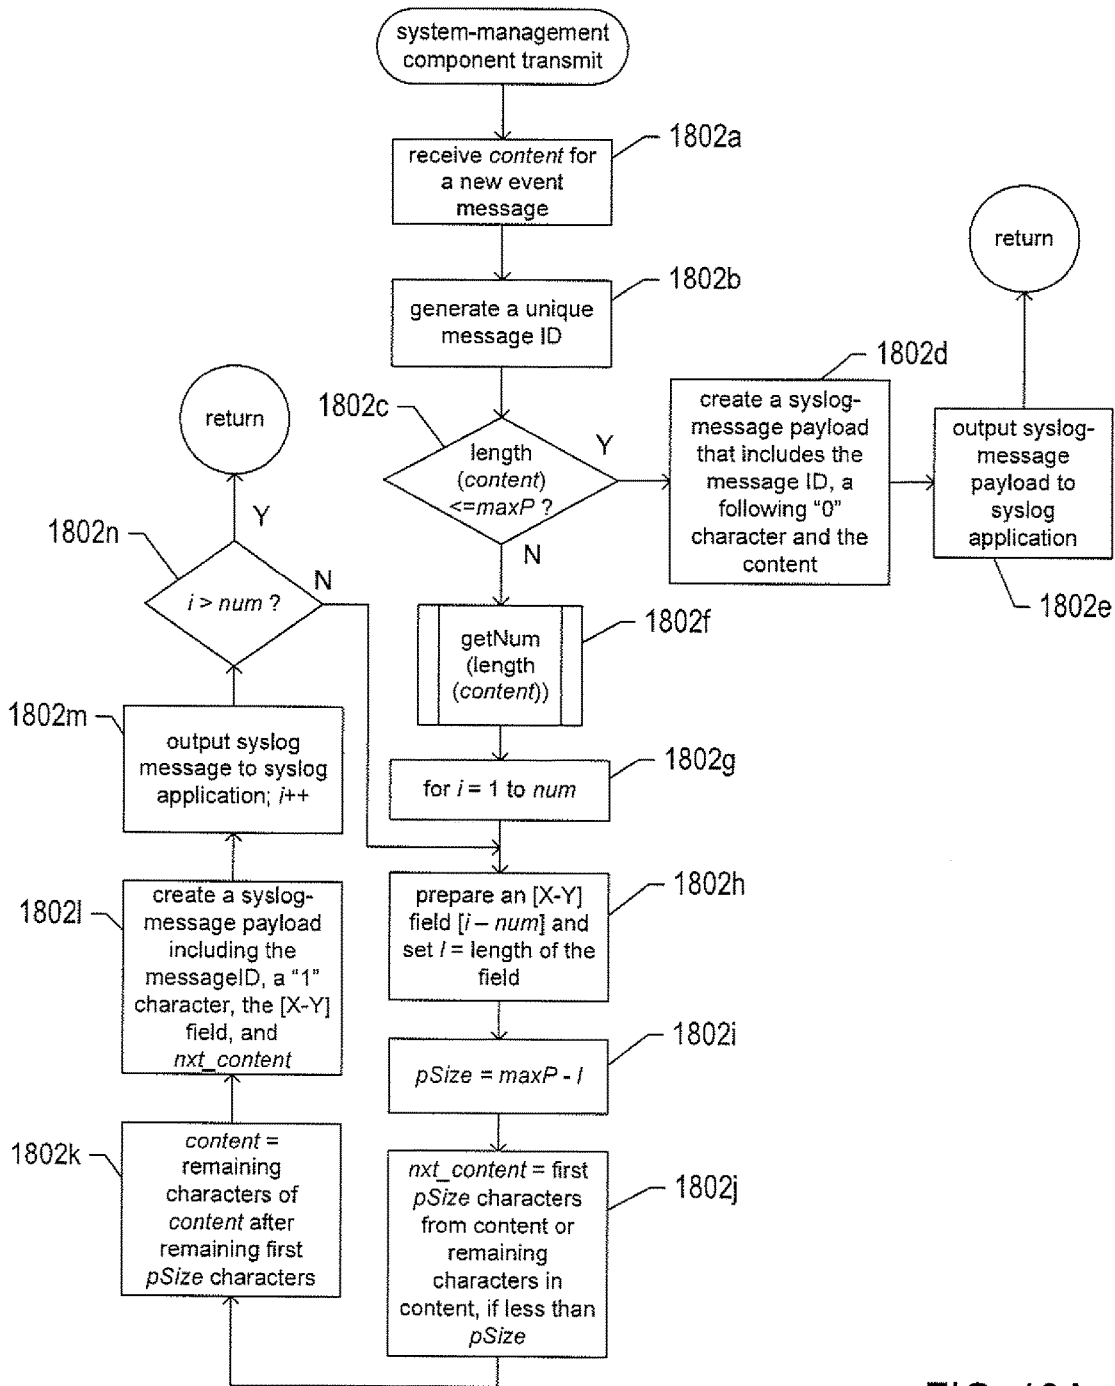 system-management
component transmit
1802a
receive content for
a new event
message
return
1802b
generate a unique
message ID
1802d
return
1802c
length
(content)
<=maxP ?
Y
create a syslog-
message payload
that includes the
message ID, a
following "0"
character and the
content
output syslog-
message
payload to
syslog
application
1802e
Y
1802n
N
i > num ?
N
1802f
getNum
(length
(content))
1802m
output syslog
message to syslog
application; i++
1802g
for i = 1 to num
1802l
create a syslog-
message payload
including the
messageID, a "1"
character, the [X-Y]
field, and
nxt_content
1802h
prepare an [X-Y]
field [i – num] and
set l = length of the
field
1802i
pSize = maxP - l
1802k
content =
remaining
characters of
content after
remaining first
pSize characters
1802j
nxt_content = first
pSize characters
from content or
remaining
characters in
content, if less than
pSize